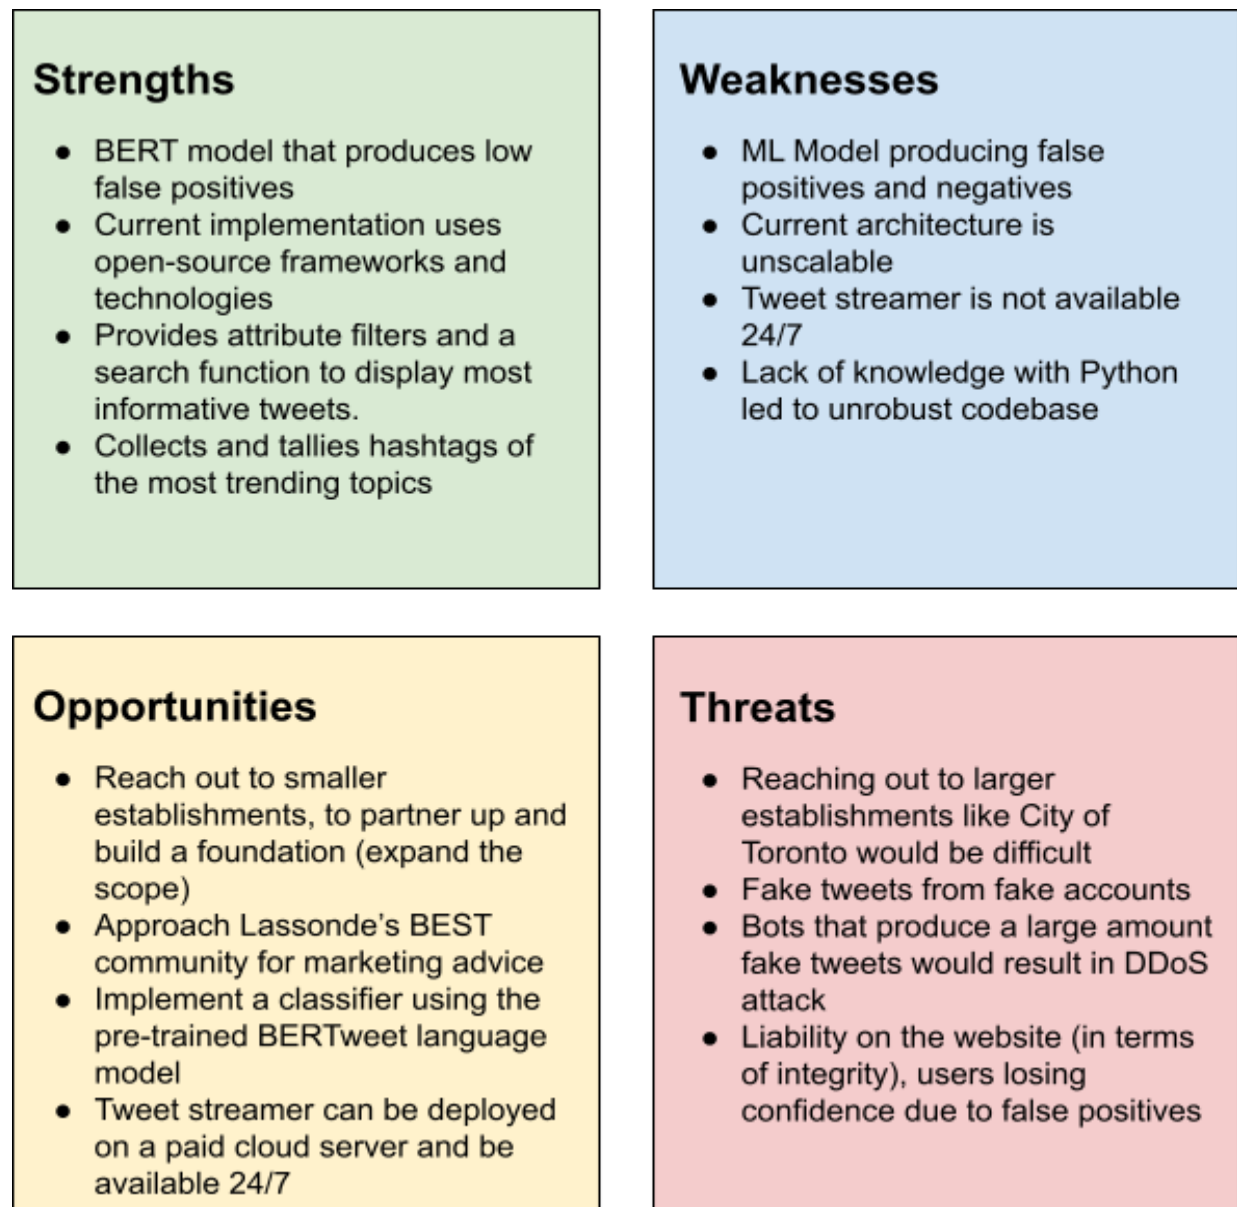 Strengths
● BERT model that produces low
false positives
● Current implementation uses
open-source frameworks and
technologies
● Provides attribute filters and a
search function to display most
informative tweets.
● Collects and tallies hashtags of
the most trending topics
Weaknesses
● ML Model producing false
positives and negatives
● Current architecture is
unscalable
● Tweet streamer is not available
24/7
● Lack of knowledge with Python
led to unrobust codebase
Opportunities
● Reach out to smaller
establishments, to partner up and
build a foundation (expand the
scope)
● Approach Lassonde’s BEST
community for marketing advice
● Implement a classifier using the
pre-trained BERTweet language
model
● Tweet streamer can be deployed
on a paid cloud server and be
available 24/7
Threats
● Reaching out to larger
establishments like City of
Toronto would be difficult
● Fake tweets from fake accounts
● Bots that produce a large amount
fake tweets would result in DDoS
attack
● Liability on the website (in terms
of integrity), users losing
confidence due to false positives